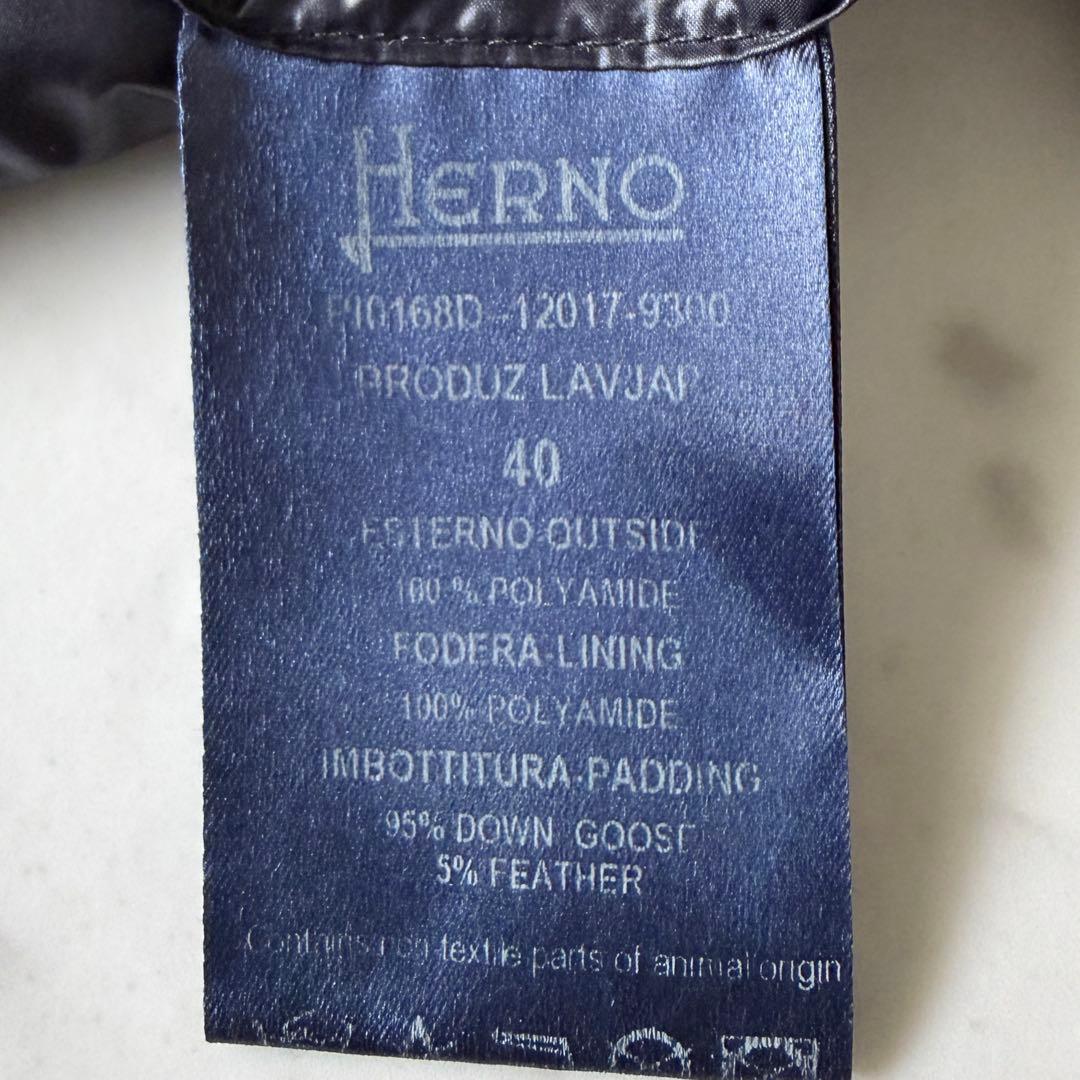 HERNO
PI0168D-12017-9300
PRODUZ LAVJAP
40
ESTERNO-OUTSIDE
100 % POLYAMIDE
FODERA-LINING
100% POLYAMIDE
IMBOTTITURA-PADDING
95% DOWN GOOSE
5% FEATHER
Contains non textile parts of animal origin